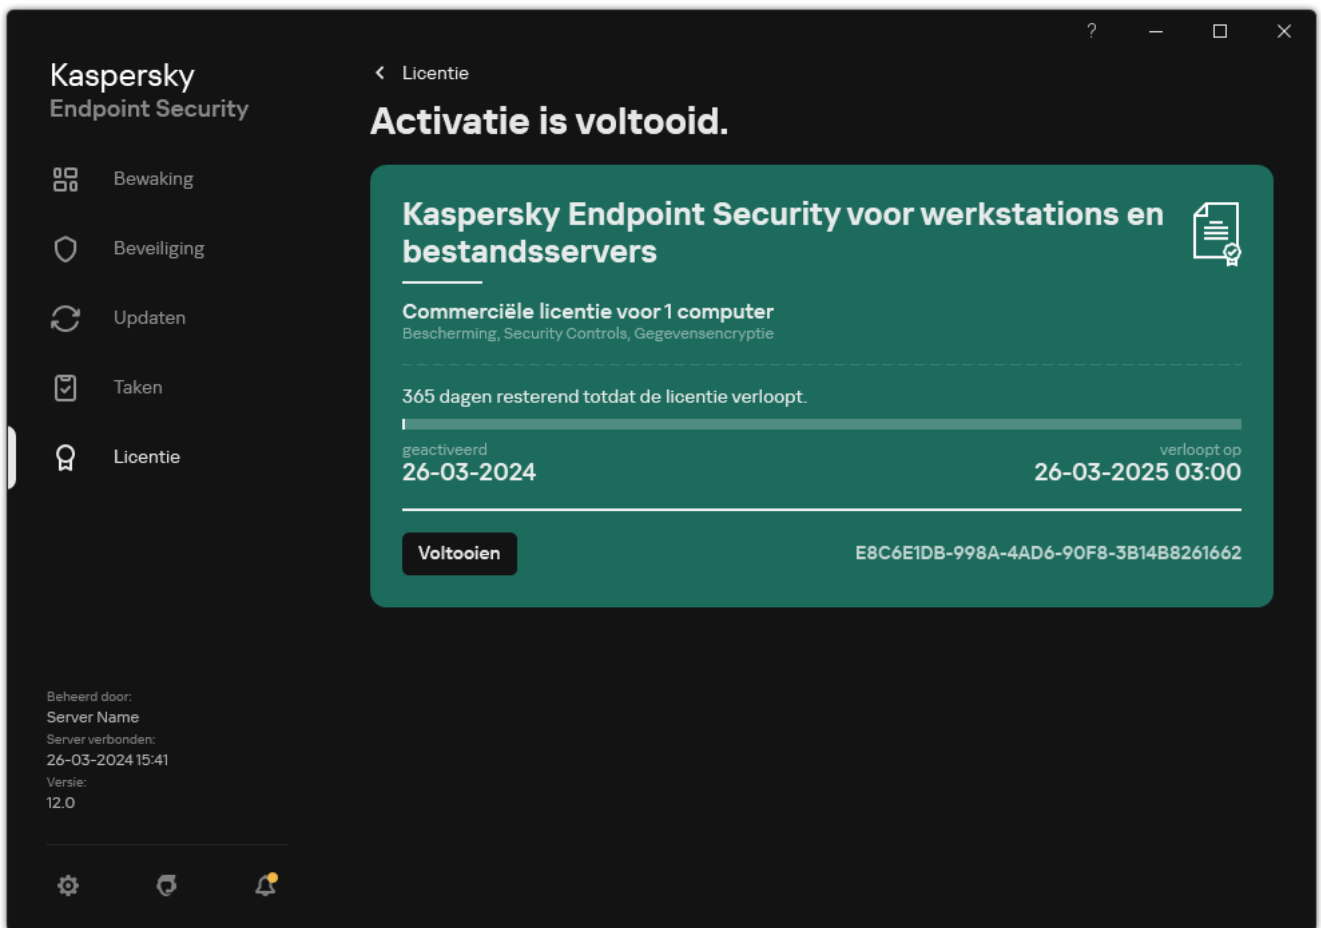 ?
Kaspersky
Endpoint Security
Bewaking
Beveiliging
Updaten
Taken
Licentie
Beheerd door:
Server Name
Server verbonden:
26-03-2024 15:41
Versie:
12.0
Licentie
Activatie is voltooid.
Kaspersky Endpoint Security voor werkstations en
bestandsservers
Commerciële licentie voor 1 computer
Bescherming, Security Controls, Gegevensencryptie
365 dagen resterend totdat de licentie verloopt.
geactiveerd
26-03-2024
verloopt op
26-03-2025 03:00
Voltooien
E8C6E1DB-998A-4AD6-90F8-3B14B8261662